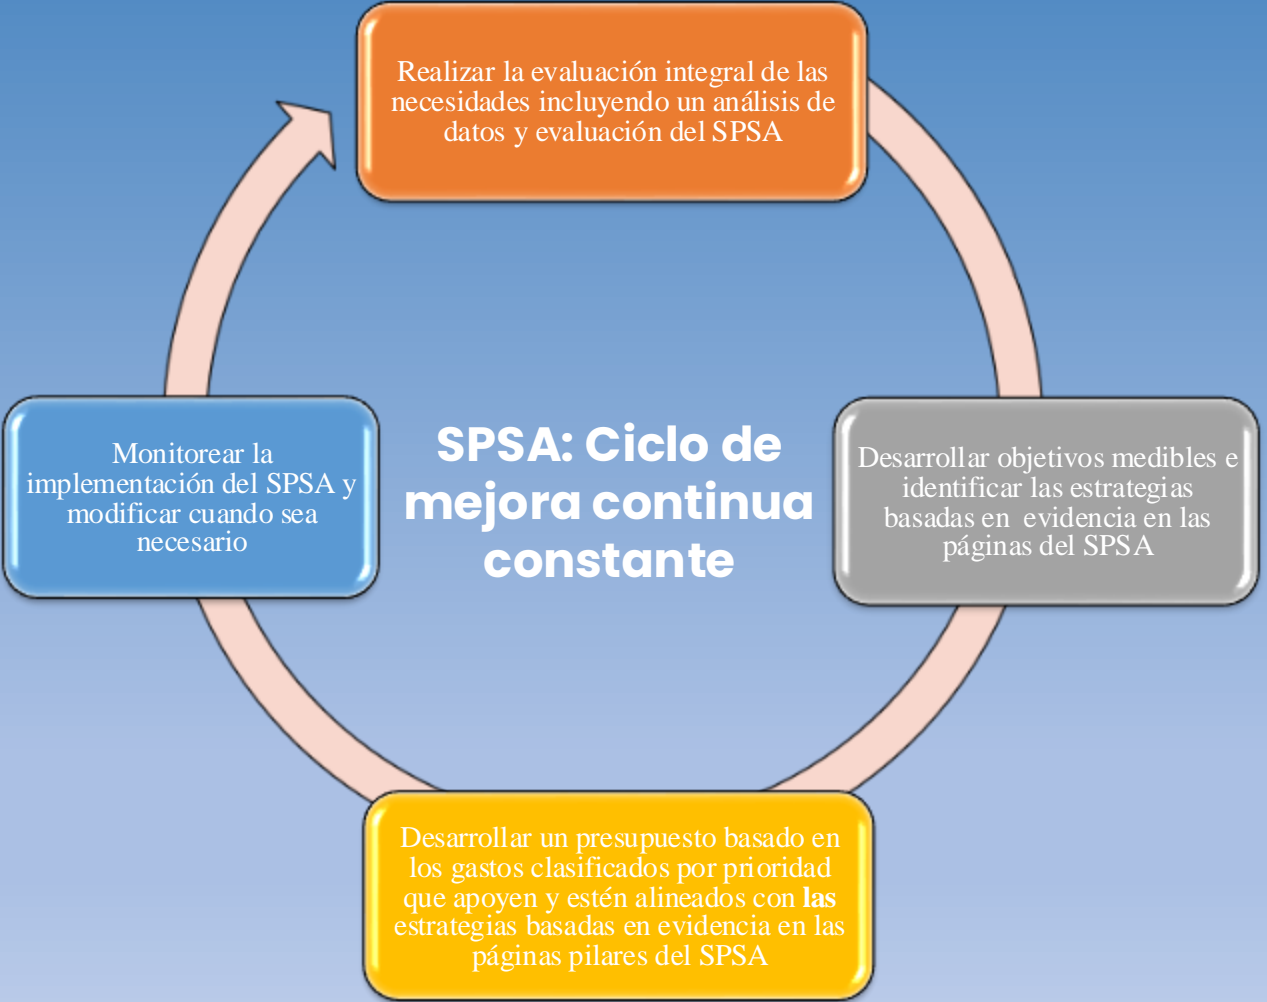 Realizar la evaluación integral de las
necesidades incluyendo un análisis de
datos y evaluación del SPSA
SPSA: Ciclo de
mejora continua
constante
Desarrollar objetivos medibles e
identificar las estrategias
basadas en evidencia en las
páginas del SPSA
Desarrollar un presupuesto basado en
los gastos clasificados por prioridad
que apoyen y estén alineados con las
estrategias basadas en evidencia en las
páginas pilares del SPSA
Monitorear la
implementación del SPSA y
modificar cuando sea
necesario